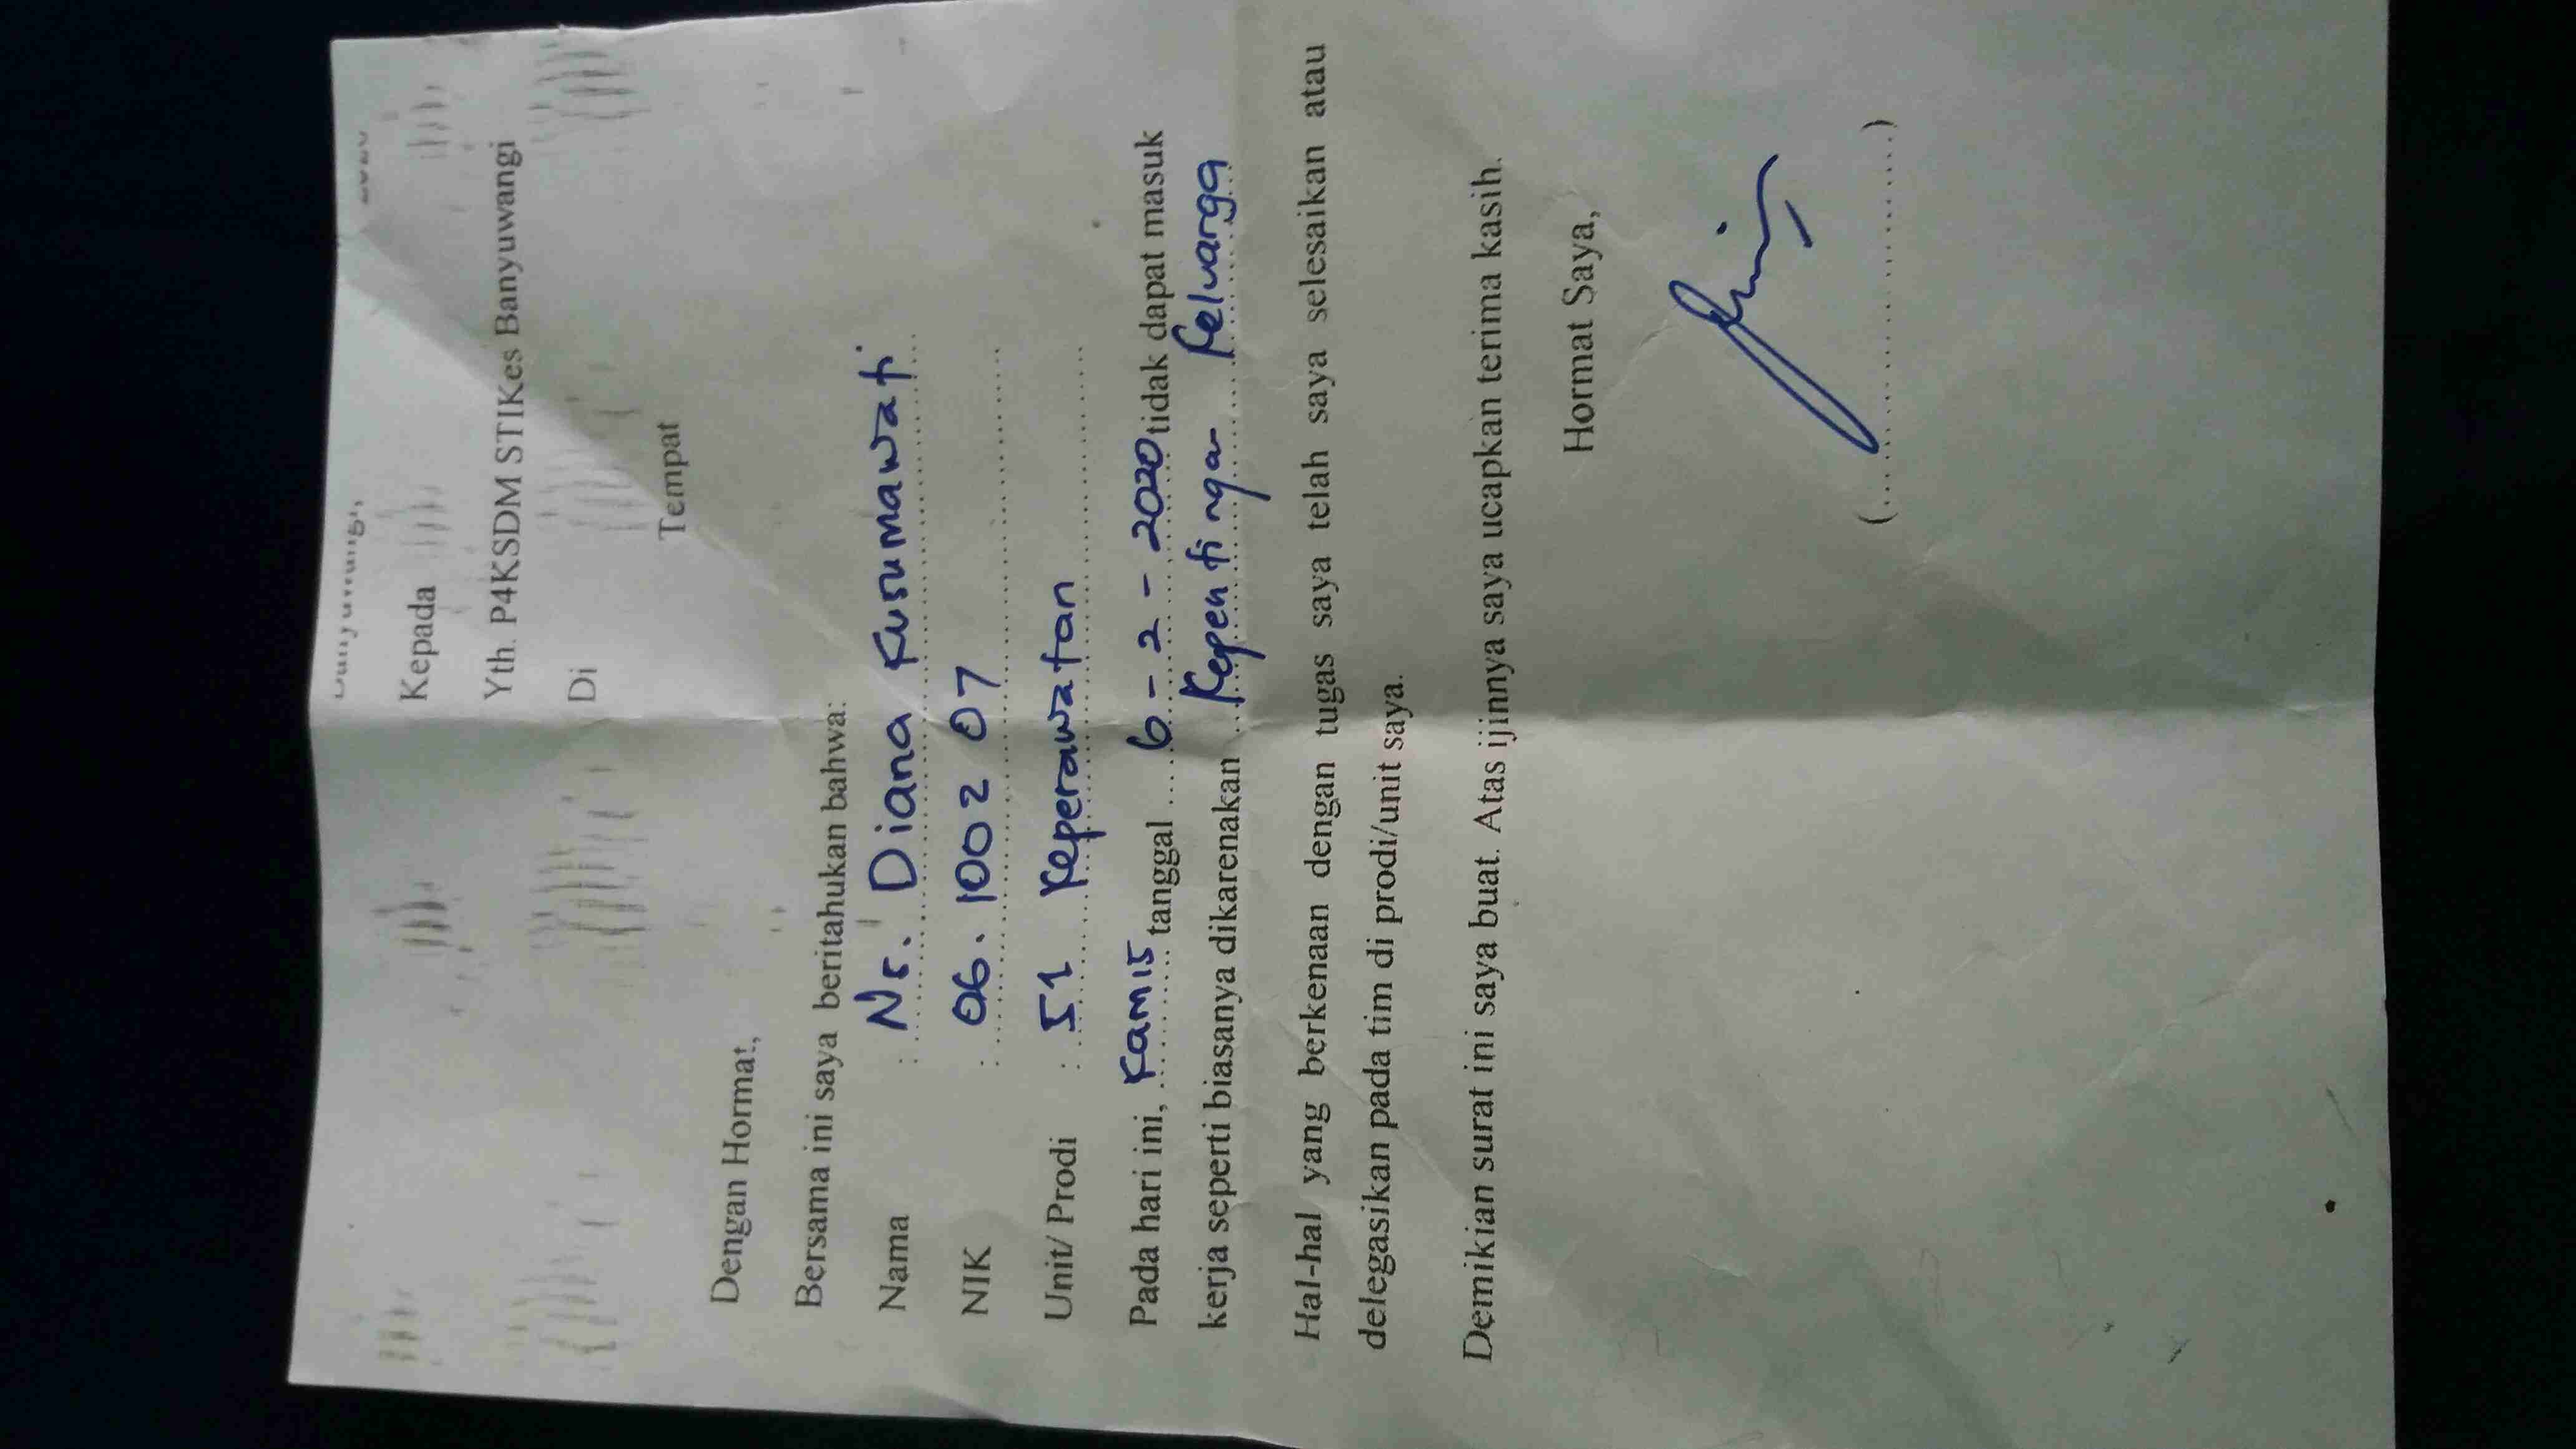 Banyuwangi, 2020
Kepada
Yth. P4KSDM STIKes Banyuwangi
Di
Tempat
Dengan Hormat,
Bersama ini saya beritahukan bahwa:
Nama : Ns. Diana Kusumawati
NIK : 06. 1002 07
Unit/ Prodi : S1 Keperawatan
Pada hari ini, Kamis tanggal 6 - 2 - 2020 tidak dapat masuk
kerja seperti biasanya dikarenakan Kepentingan Keluarga
Hal-hal yang berkenaan dengan tugas saya telah saya selesaikan atau
delegasikan pada tim di prodi/unit saya.
Demikian surat ini saya buat. Atas ijinnya saya ucapkan terima kasih.
Hormat Saya,
(..............................)